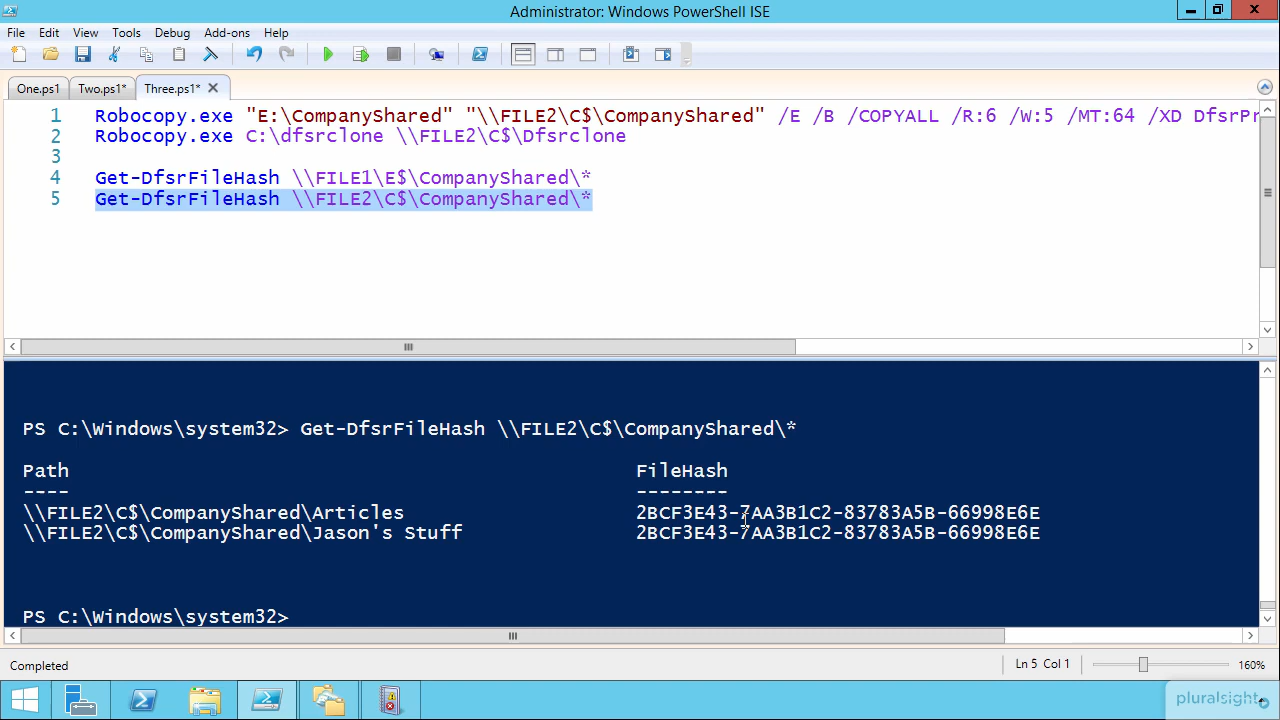 Administrator: Windows PowerShell ISE
File Edit View Tools Debug Add-ons Help
One.ps1 Two.ps1* Three.ps1*
1 Robocopy.exe "E:\CompanyShared" "\\FILE2\C$\CompanyShared" /E /B /COPYALL /R:6 /W:5 /MT:64 /XD DfsrPr
2 Robocopy.exe C:\dfsrclone \\FILE2\C$\Dfsrclone
3
4 Get-DfsrFileHash \\FILE1\E$\CompanyShared\*
5 Get-DfsrFileHash \\FILE2\C$\CompanyShared\*
PS C:\Windows\system32> Get-DfsrFileHash \\FILE2\C$\CompanyShared\*
Path FileHash
---- --------
\\FILE2\C$\CompanyShared\Articles 2BCF3E43-7AA3B1C2-83783A5B-66998E6E
\\FILE2\C$\CompanyShared\Jason's Stuff 2BCF3E43-7AA3B1C2-83783A5B-66998E6E
PS C:\Windows\system32>
Completed Ln 5 Col 1 160%
pluralsight